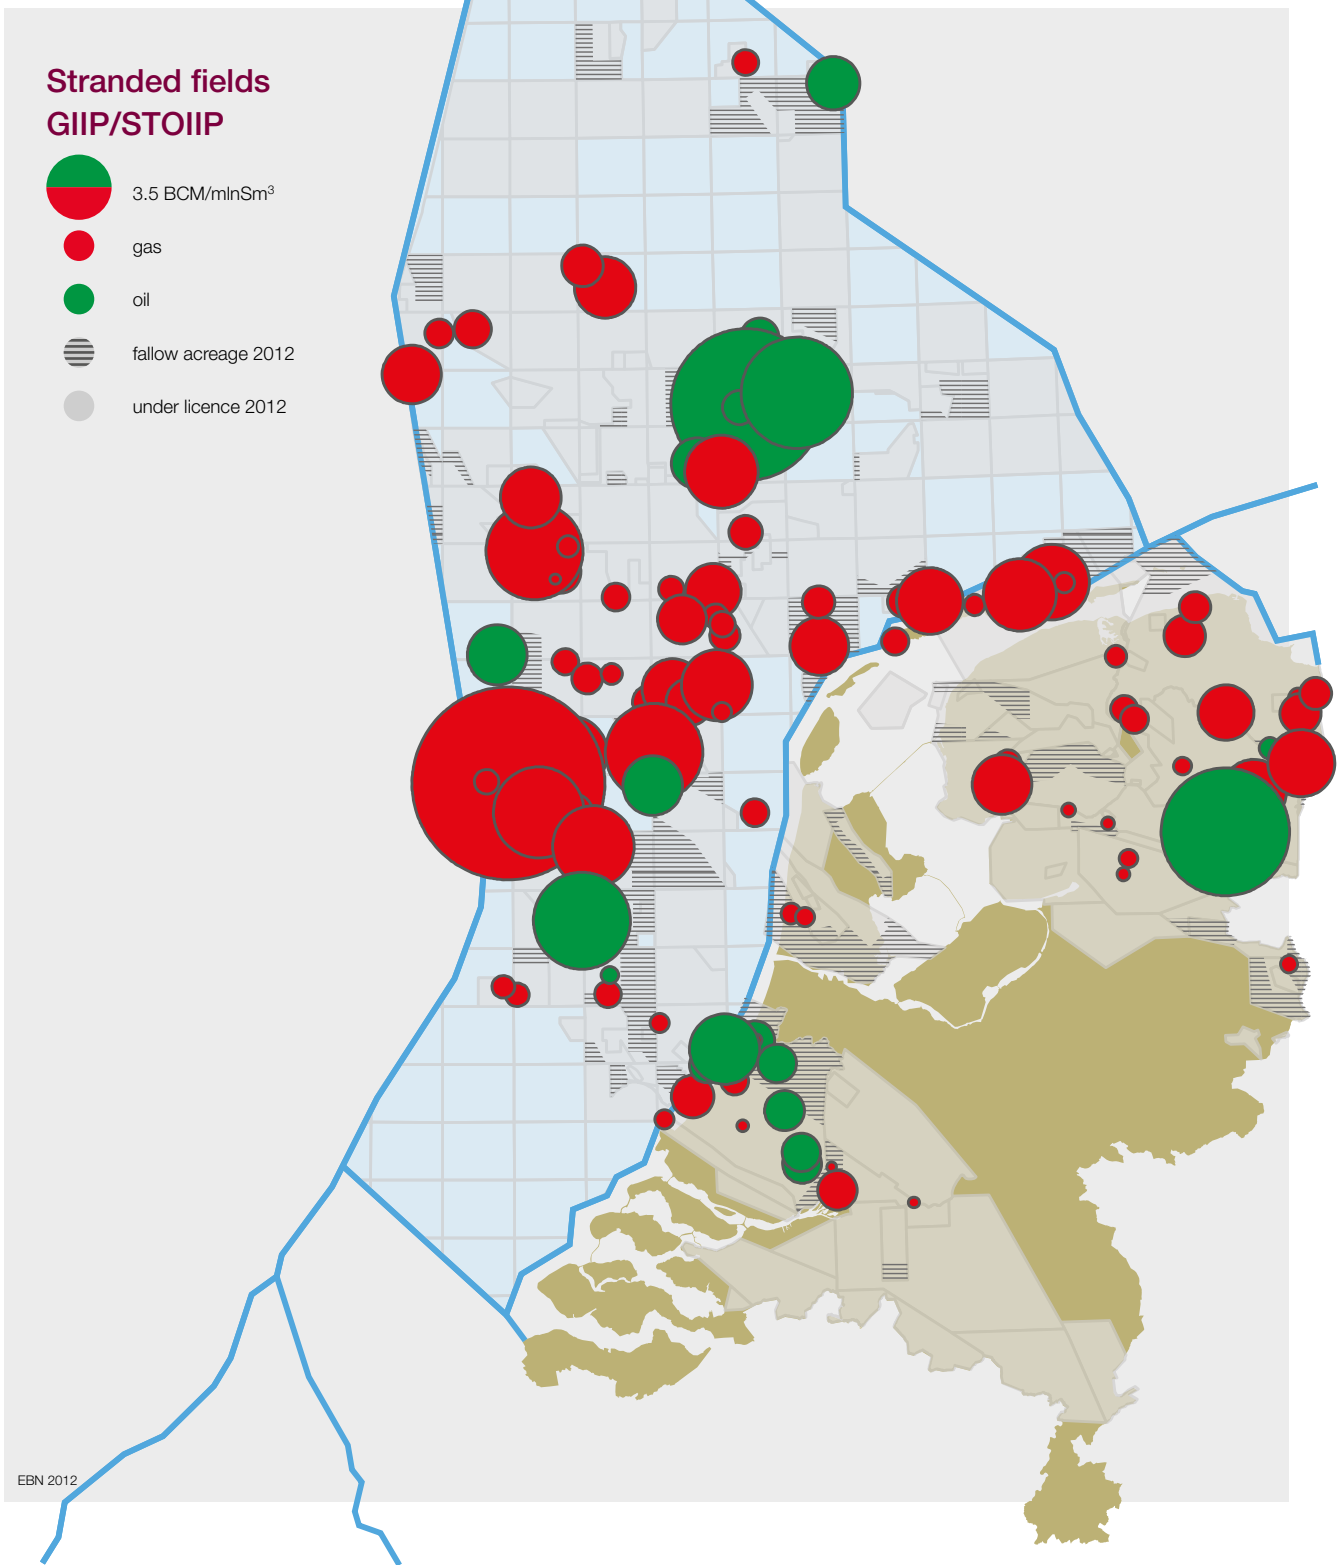 Stranded fields
GIIP/STOIIP
3.5 BCM/mlnSm³
gas
oil
fallow acreage 2012
under licence 2012
EBN 2012